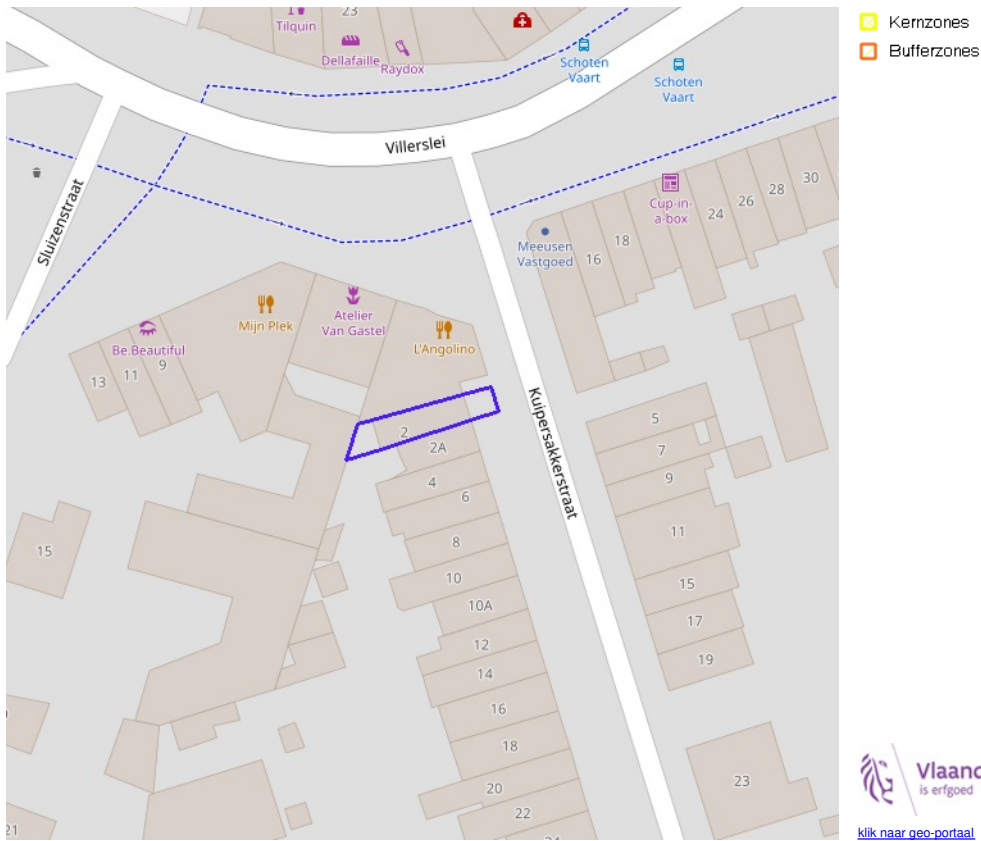 Tilquin
23
Dellafaille
Raydox
Schoten
Vaart
Schoten
Vaart
Villerslei
Sluizenstraat
Kuipersakkerstraat
Meeusen
Vastgoed
16
18
Cup-in-
a-box
24
26
28
30
Mijn Plek
Atelier
Van Gastel
L'Angolino
Be.Beautiful
13
11
9
2
2A
4
6
8
10
10A
12
14
16
18
20
22
5
7
9
11
15
17
19
23
15
21
Kernzones
Bufferzones
Vlaand
is erfgoed
klik naar geo-portaal